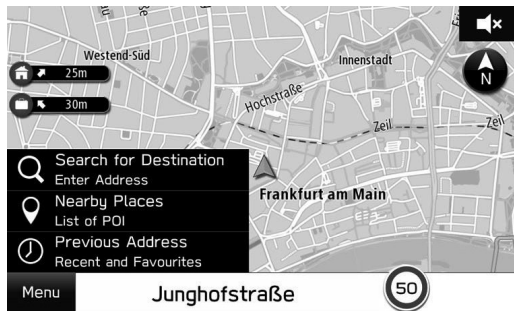 Westend-Süd
Innenstadt
25m
30m
N
Hochstraße
Zeil
Zeil
Search for Destination
Enter Address
Nearby Places
List of POI
Frankfurt am Main
Previous Address
Recent and Favourites
Menu
Junghofstraße
50